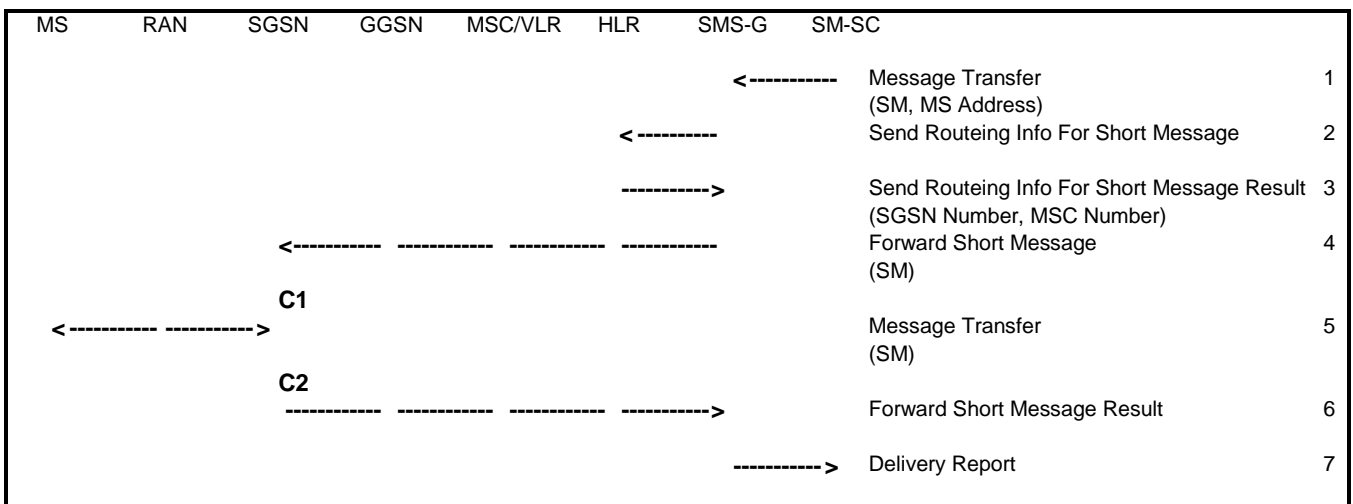 MS RAN SGSN GGSN MSC/VLR HLR SMS-G SM-SC
Message Transfer 1
(SM, MS Address)
Send Routeing Info For Short Message 2
Send Routeing Info For Short Message Result 3
(SGSN Number, MSC Number)
Forward Short Message 4
(SM)
C1
Message Transfer 5
(SM)
C2
Forward Short Message Result 6
Delivery Report 7